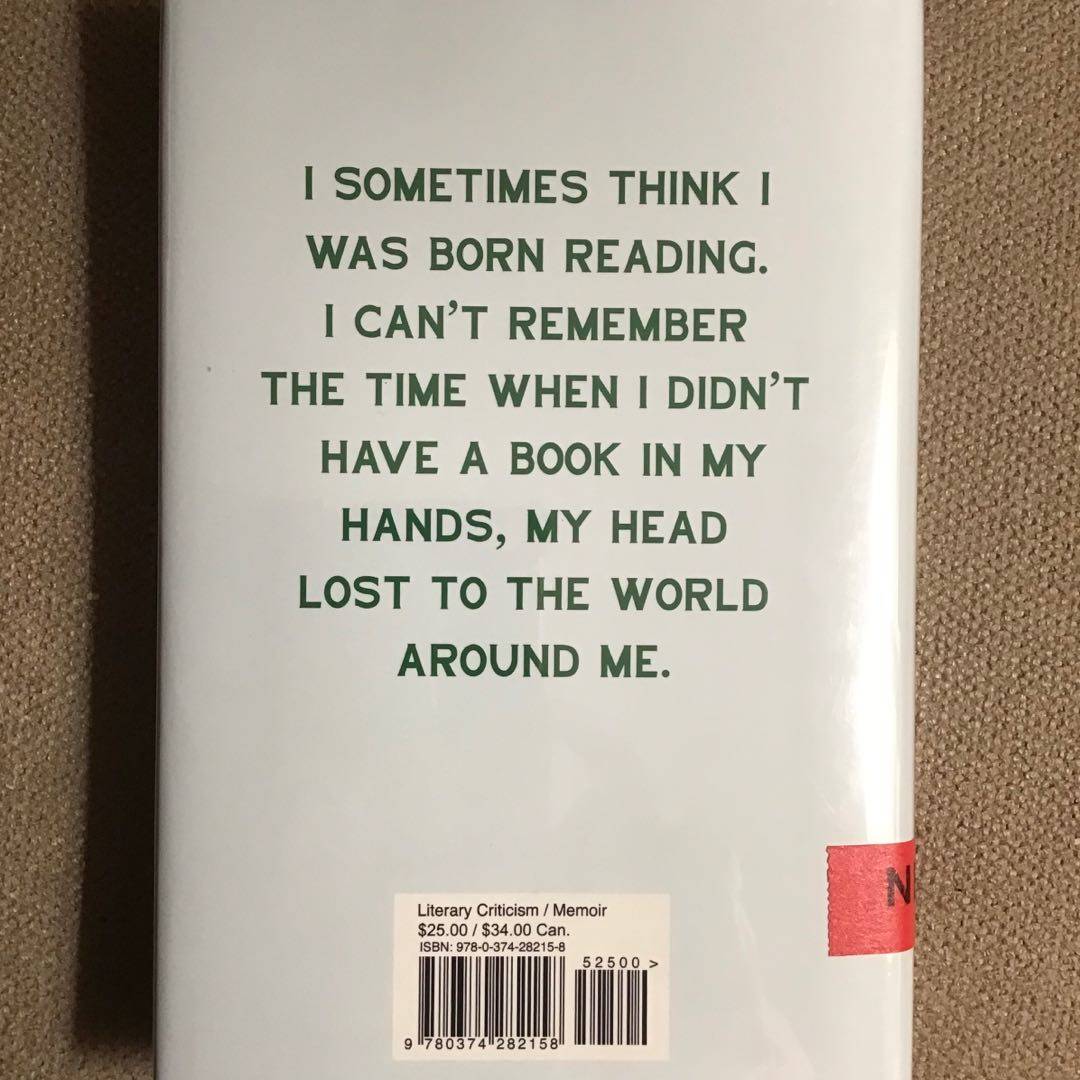 I SOMETIMES THINK I
WAS BORN READING.
I CAN'T REMEMBER
THE TIME WHEN I DIDN'T
HAVE A BOOK IN MY
HANDS, MY HEAD
LOST TO THE WORLD
AROUND ME.
N
Literary Criticism / Memoir
$25.00 / $34.00 Can.
ISBN: 978-0-374-28215-8
52500 >
9 780374 282158